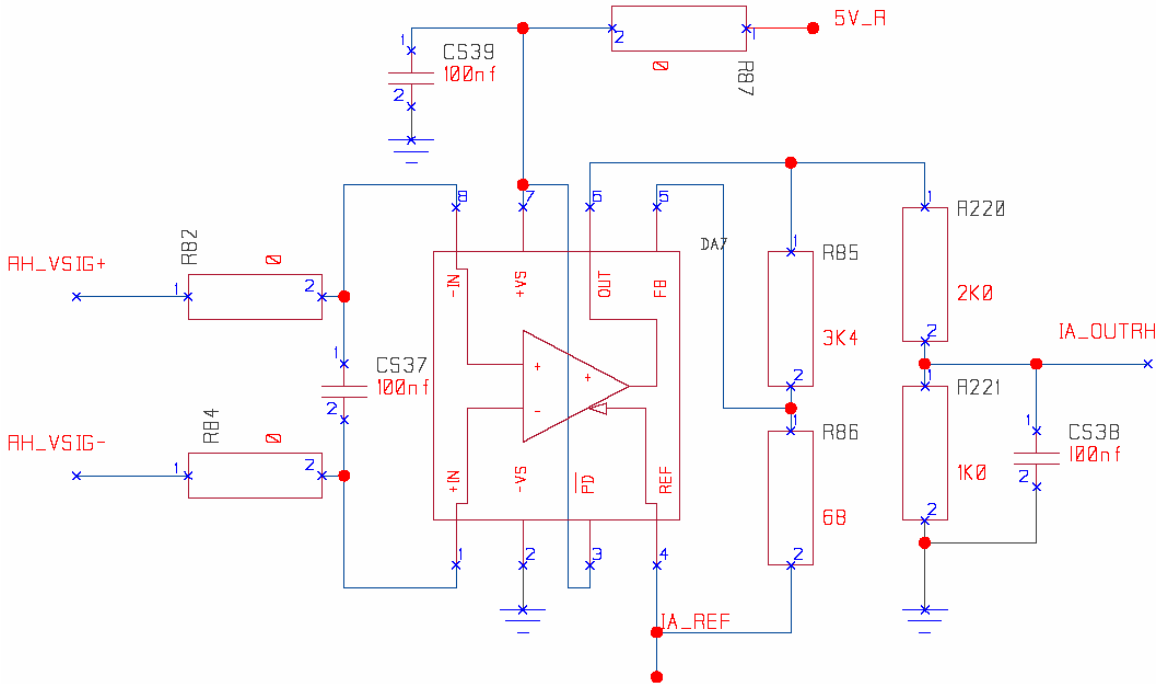 1
2
5V_A
1
CS39
100nf
2
0
R87
8
7
6
5
1
R220
R82
0
DA7
1
R85
-IN
+VS
OUT
FB
RH_VSIG+
1
2
2K0
3K4
2
IA_OUTRH
1
CS37
100nf
2
+
+
-
2
1
R221
RH_VSIG-
R84
0
1
R86
1
CS38
100nf
2
1
2
+IN
-VS
PD
REF
1K0
68
2
1
2
3
4
2
IA_REF